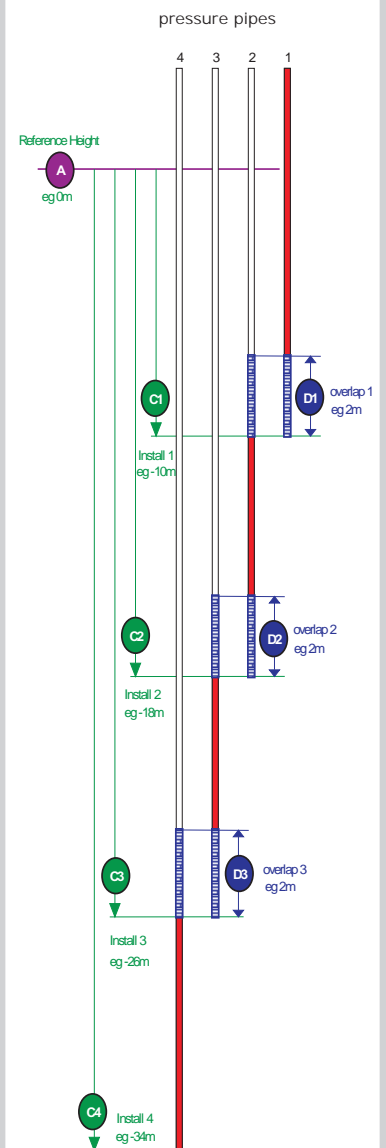 pressure pipes
4 3 2 1
Reference Height
A
eg 0m
C1
D1
overlap 1
eg 2m
Install 1
eg -10m
C2
D2
overlap 2
eg 2m
Install 2
eg -18m
C3
D3
overlap 3
eg 2m
Install 3
eg -26m
C4
Install 4
eg -34m